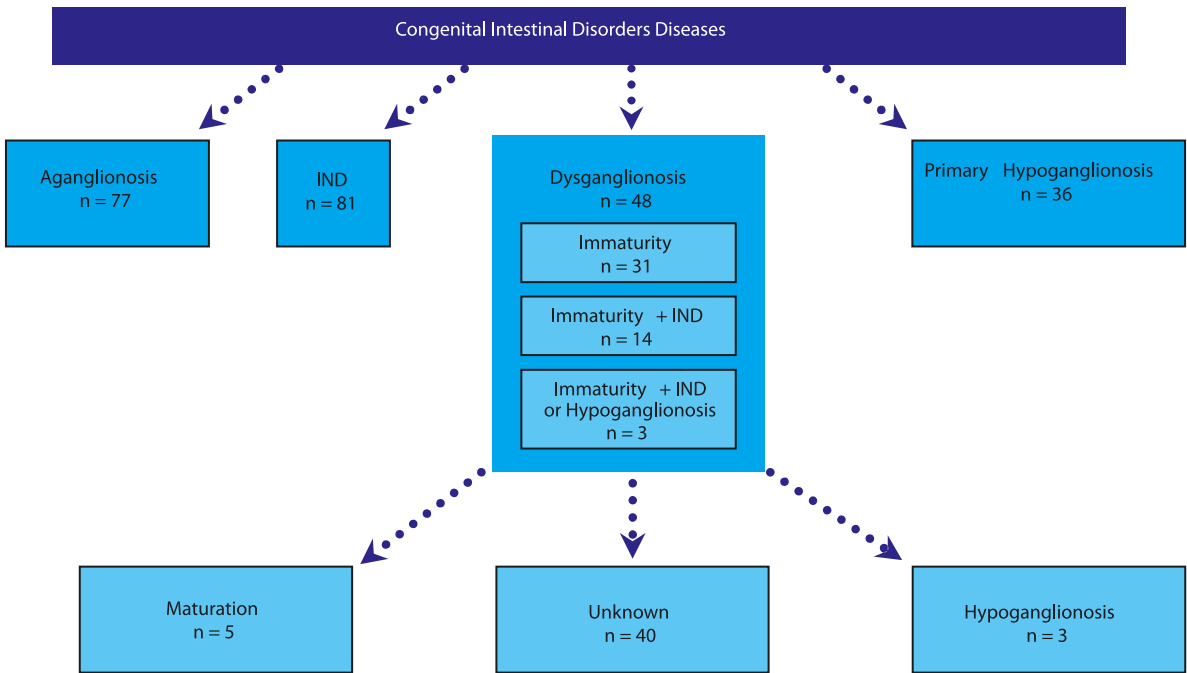 Congenital Intestinal Disorders Diseases
Aganglionosis
n = 77
IND
n = 81
Dysganglionosis
n = 48
Immaturity
n = 31
Immaturity + IND
n = 14
Immaturity + IND
or Hypoganglionosis
n = 3
Primary Hypoganglionosis
n = 36
Maturation
n = 5
Unknown
n = 40
Hypoganglionosis
n = 3